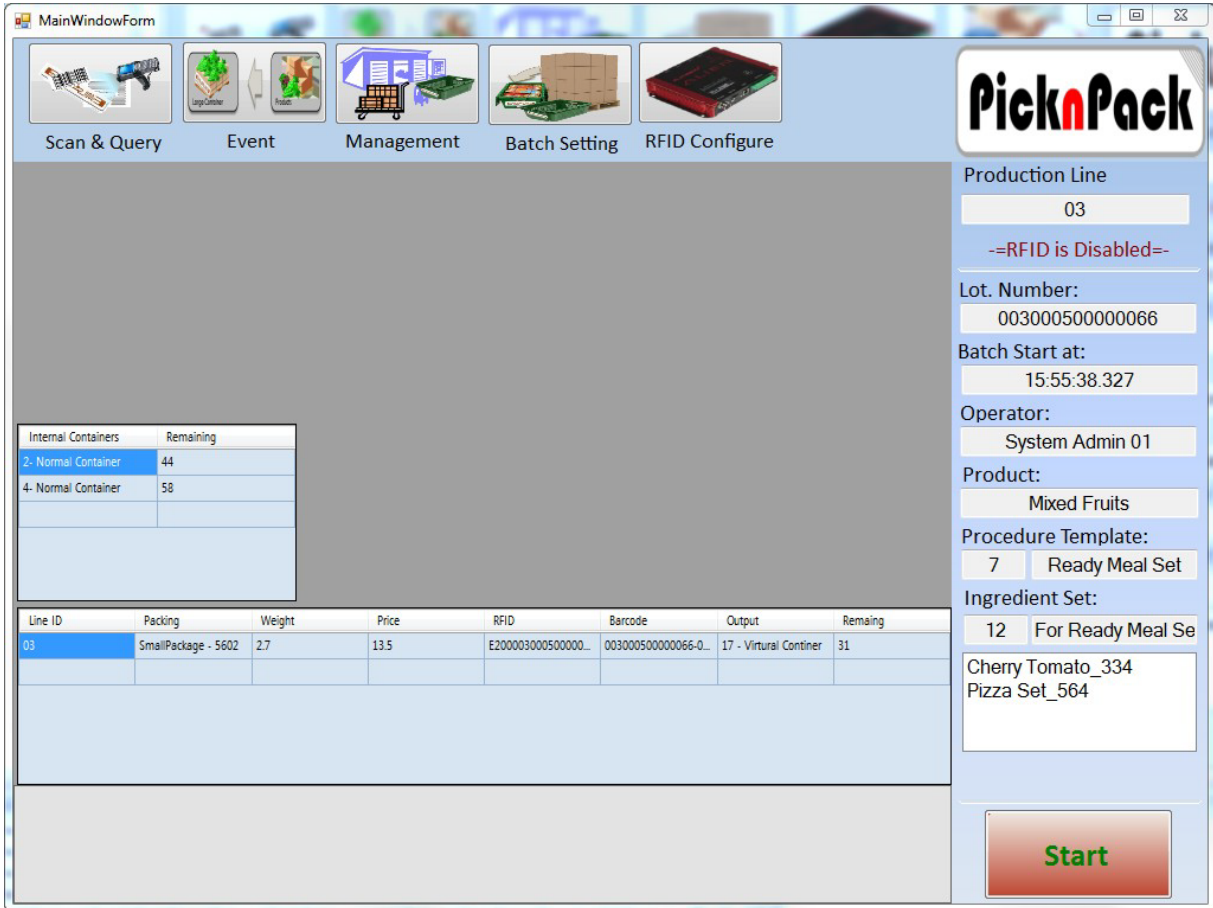 MainWindowForm
Large Container
Products
Scan & Query
Event
Management
Batch Setting
RFID Configure
PicknPack
Production Line
03
-=RFID is Disabled=-
Lot. Number:
003000500000066
Batch Start at:
15:55:38.327
Operator:
System Admin 01
Product:
Mixed Fruits
Procedure Template:
7 Ready Meal Set
Ingredient Set:
12 For Ready Meal Se
Cherry Tomato_334
Pizza Set_564
Start
Internal Containers Remaining
2- Normal Container 44
4- Normal Container 58
Line ID Packing Weight Price RFID Barcode Output Remaing
03 SmallPackage - 5602 2.7 13.5 E200003000500000... 003000500000066-0... 17 - Virtural Continer 31